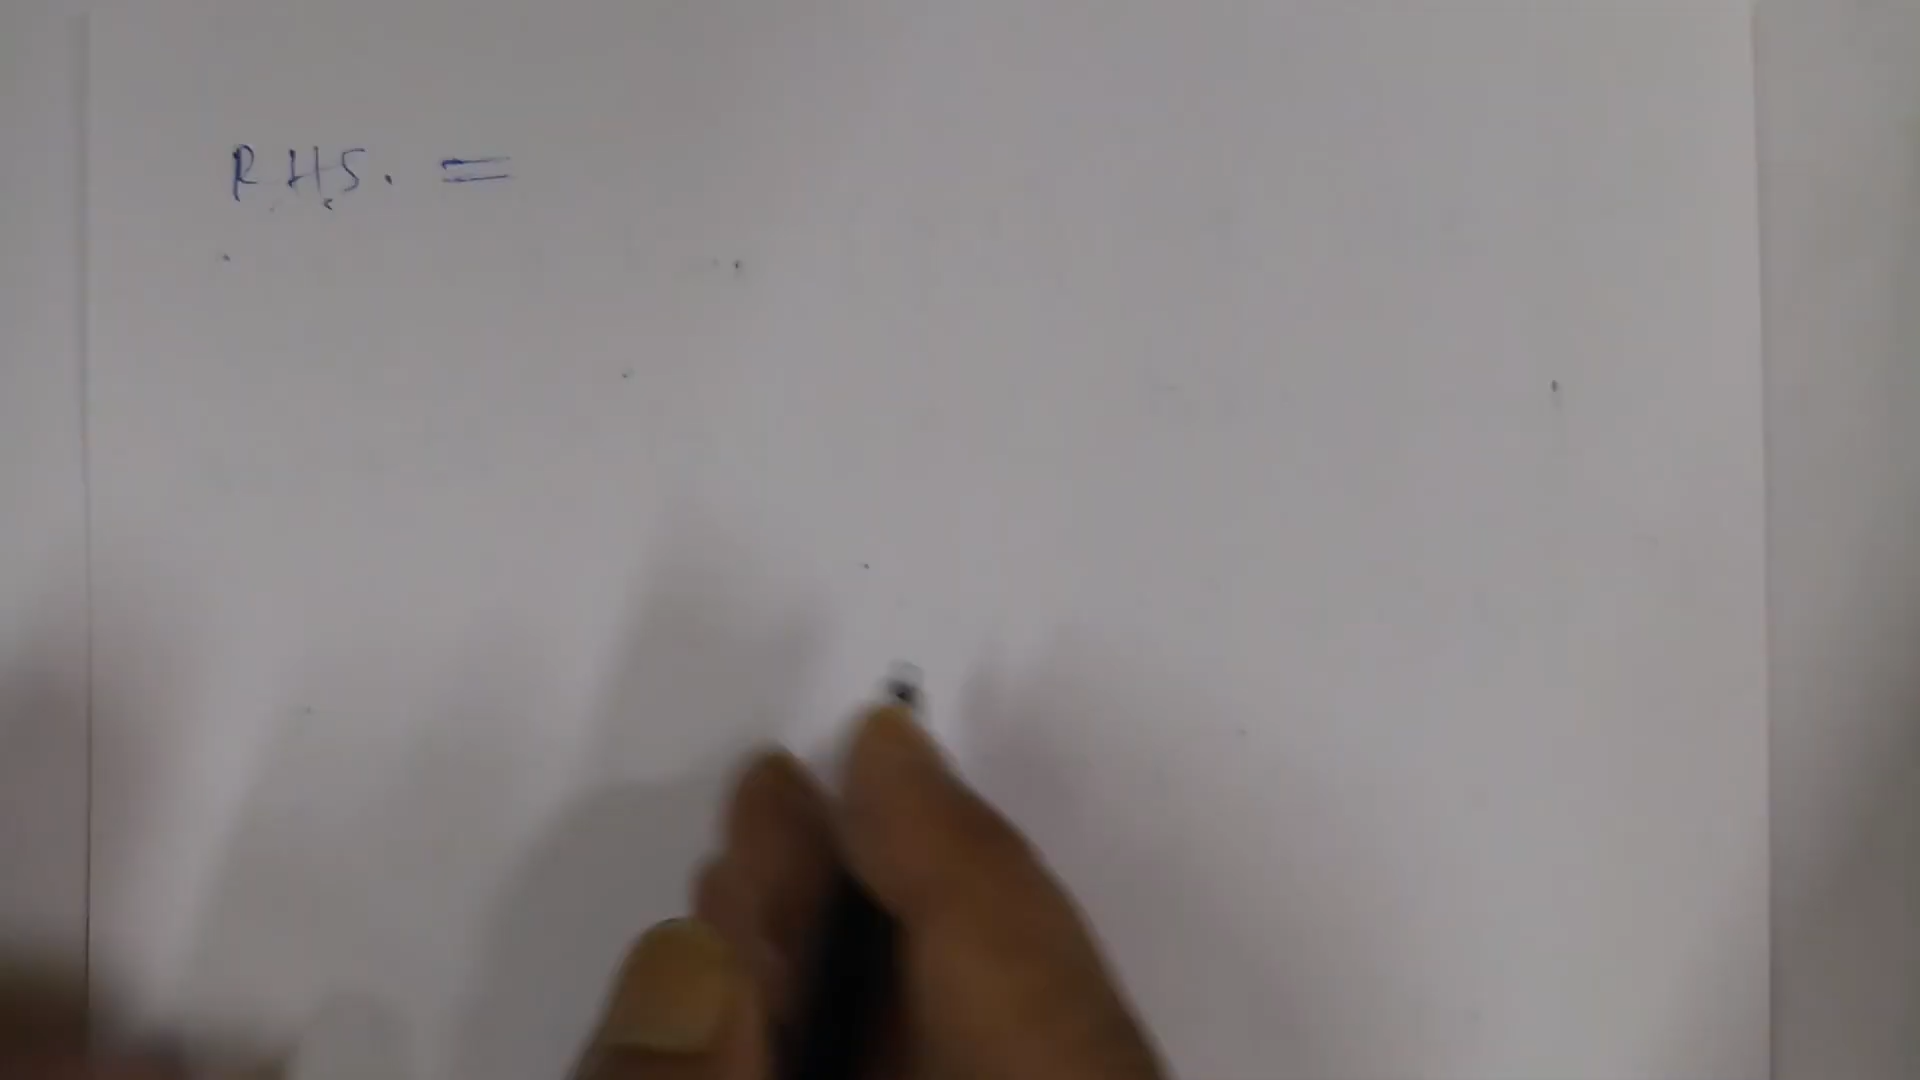 RHS. =